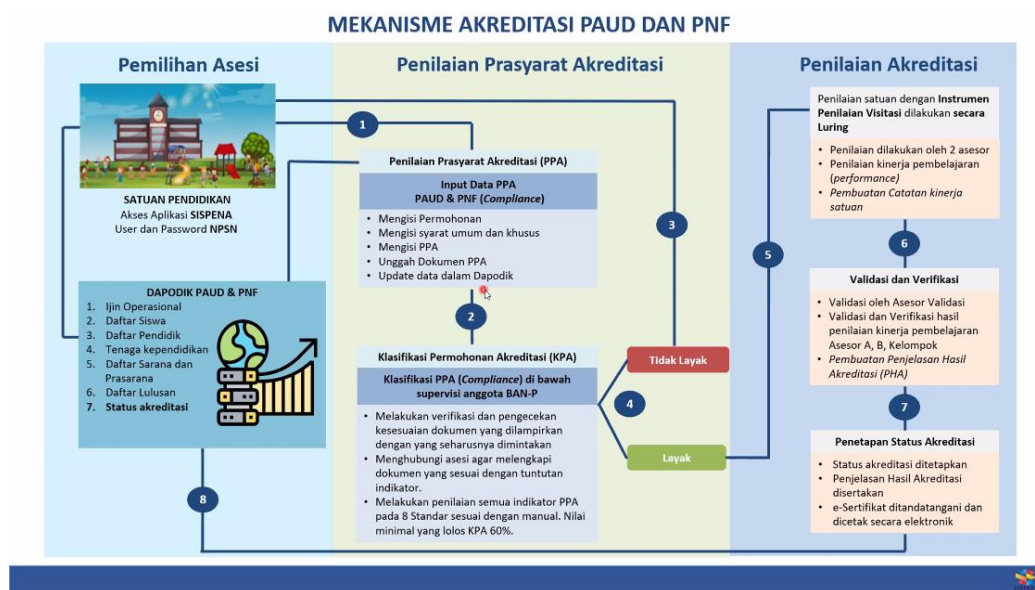 MEKANISME AKREDITASI PAUD DAN PNF
Pemilihan Asesi
SATUAN PENDIDIKAN
Akses Aplikasi SISPENA
User dan Password NPSN
DAPODIK PAUD & PNF
1. Ijin Operasional
2. Daftar Siswa
3. Daftar Pendidik
4. Tenaga kependidikan
5. Daftar Sarana dan
Prasarana
6. Daftar Lulusan
7. Status akreditasi
8
Penilaian Prasyarat Akreditasi
1
Penilaian Prasyarat Akreditasi (PPA)
Input Data PPA
PAUD & PNF (Compliance)
• Mengisi Permohonan
• Mengisi syarat umum dan khusus
• Mengisi PPA
• Unggah Dokumen PPA
• Update data dalam Dapodik
2
Klasifikasi Permohonan Akreditasi (KPA)
Klasifikasi PPA (Compliance) di bawah
supervisi anggota BAN-P
• Melakukan verifikasi dan pengecekan
kesesuaian dokumen yang dilampirkan
dengan yang seharusnya dimintakan
• Menghubungi asesi agar melengkapi
dokumen yang sesuai dengan tuntutan
indikator.
• Melakukan penilaian semua indikator PPA
pada 8 Standar sesuai dengan manual. Nilai
minimal yang lolos KPA 60%.
3
Tidak Layak
4
Layak
5
Penilaian Akreditasi
Penilaian satuan dengan Instrumen
Penilaian Visitasi dilakukan secara
Luring
• Penilaian dilakukan oleh 2 asesor
• Penilaian kinerja pembelajaran
(performance)
• Pembuatan Catatan kinerja
satuan
6
Validasi dan Verifikasi
• Validasi oleh Asesor Validasi
• Validasi dan Verifikasi hasil
penilaian kinerja pembelajaran
Asesor A, B, Kelompok
• Pembuatan Penjelasan Hasil
Akreditasi (PHA)
7
Penetapan Status Akreditasi
• Status akreditasi ditetapkan
• Penjelasan Hasil Akreditasi
disertakan
• e-Sertifikat ditandatangani dan
dicetak secara elektronik